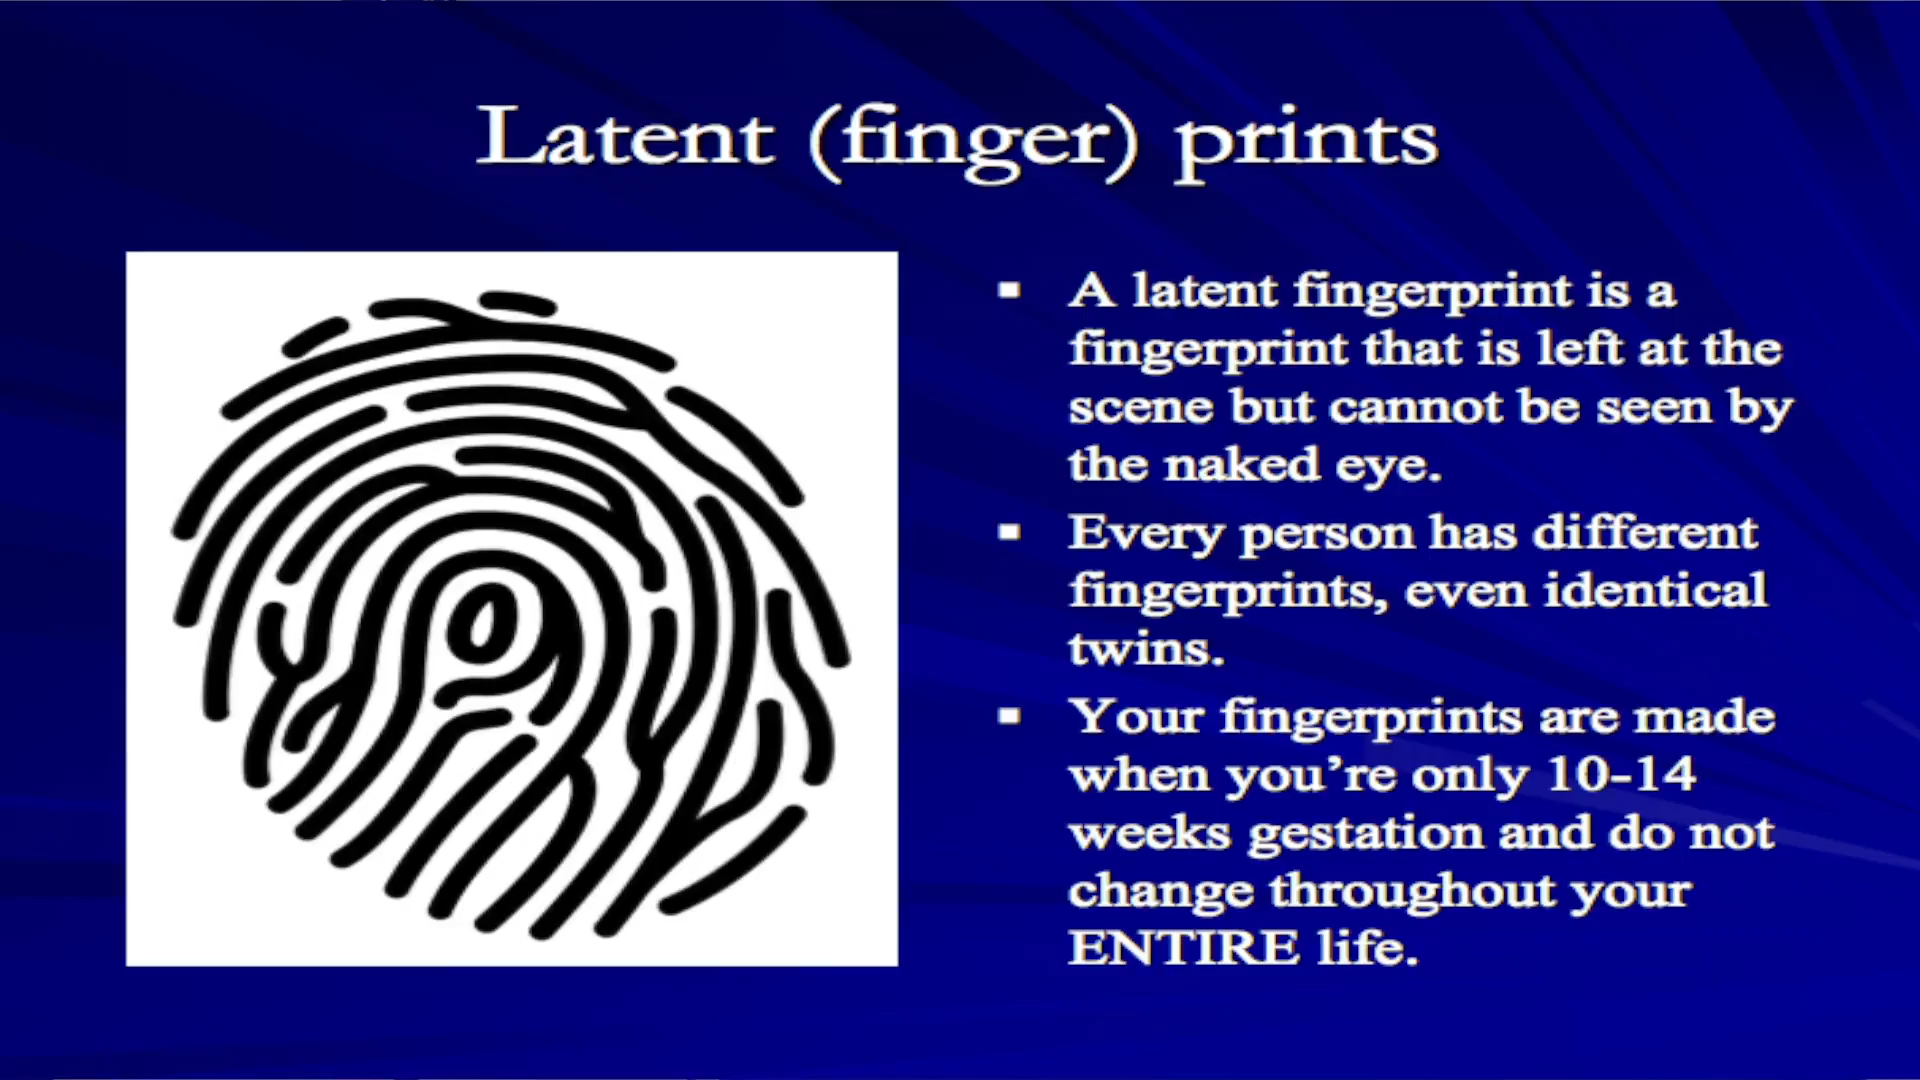 Latent (finger) prints
▪ A latent fingerprint is a
fingerprint that is left at the
scene but cannot be seen by
the naked eye.
▪ Every person has different
fingerprints, even identical
twins.
▪ Your fingerprints are made
when you’re only 10-14
weeks gestation and do not
change throughout your
ENTIRE life.